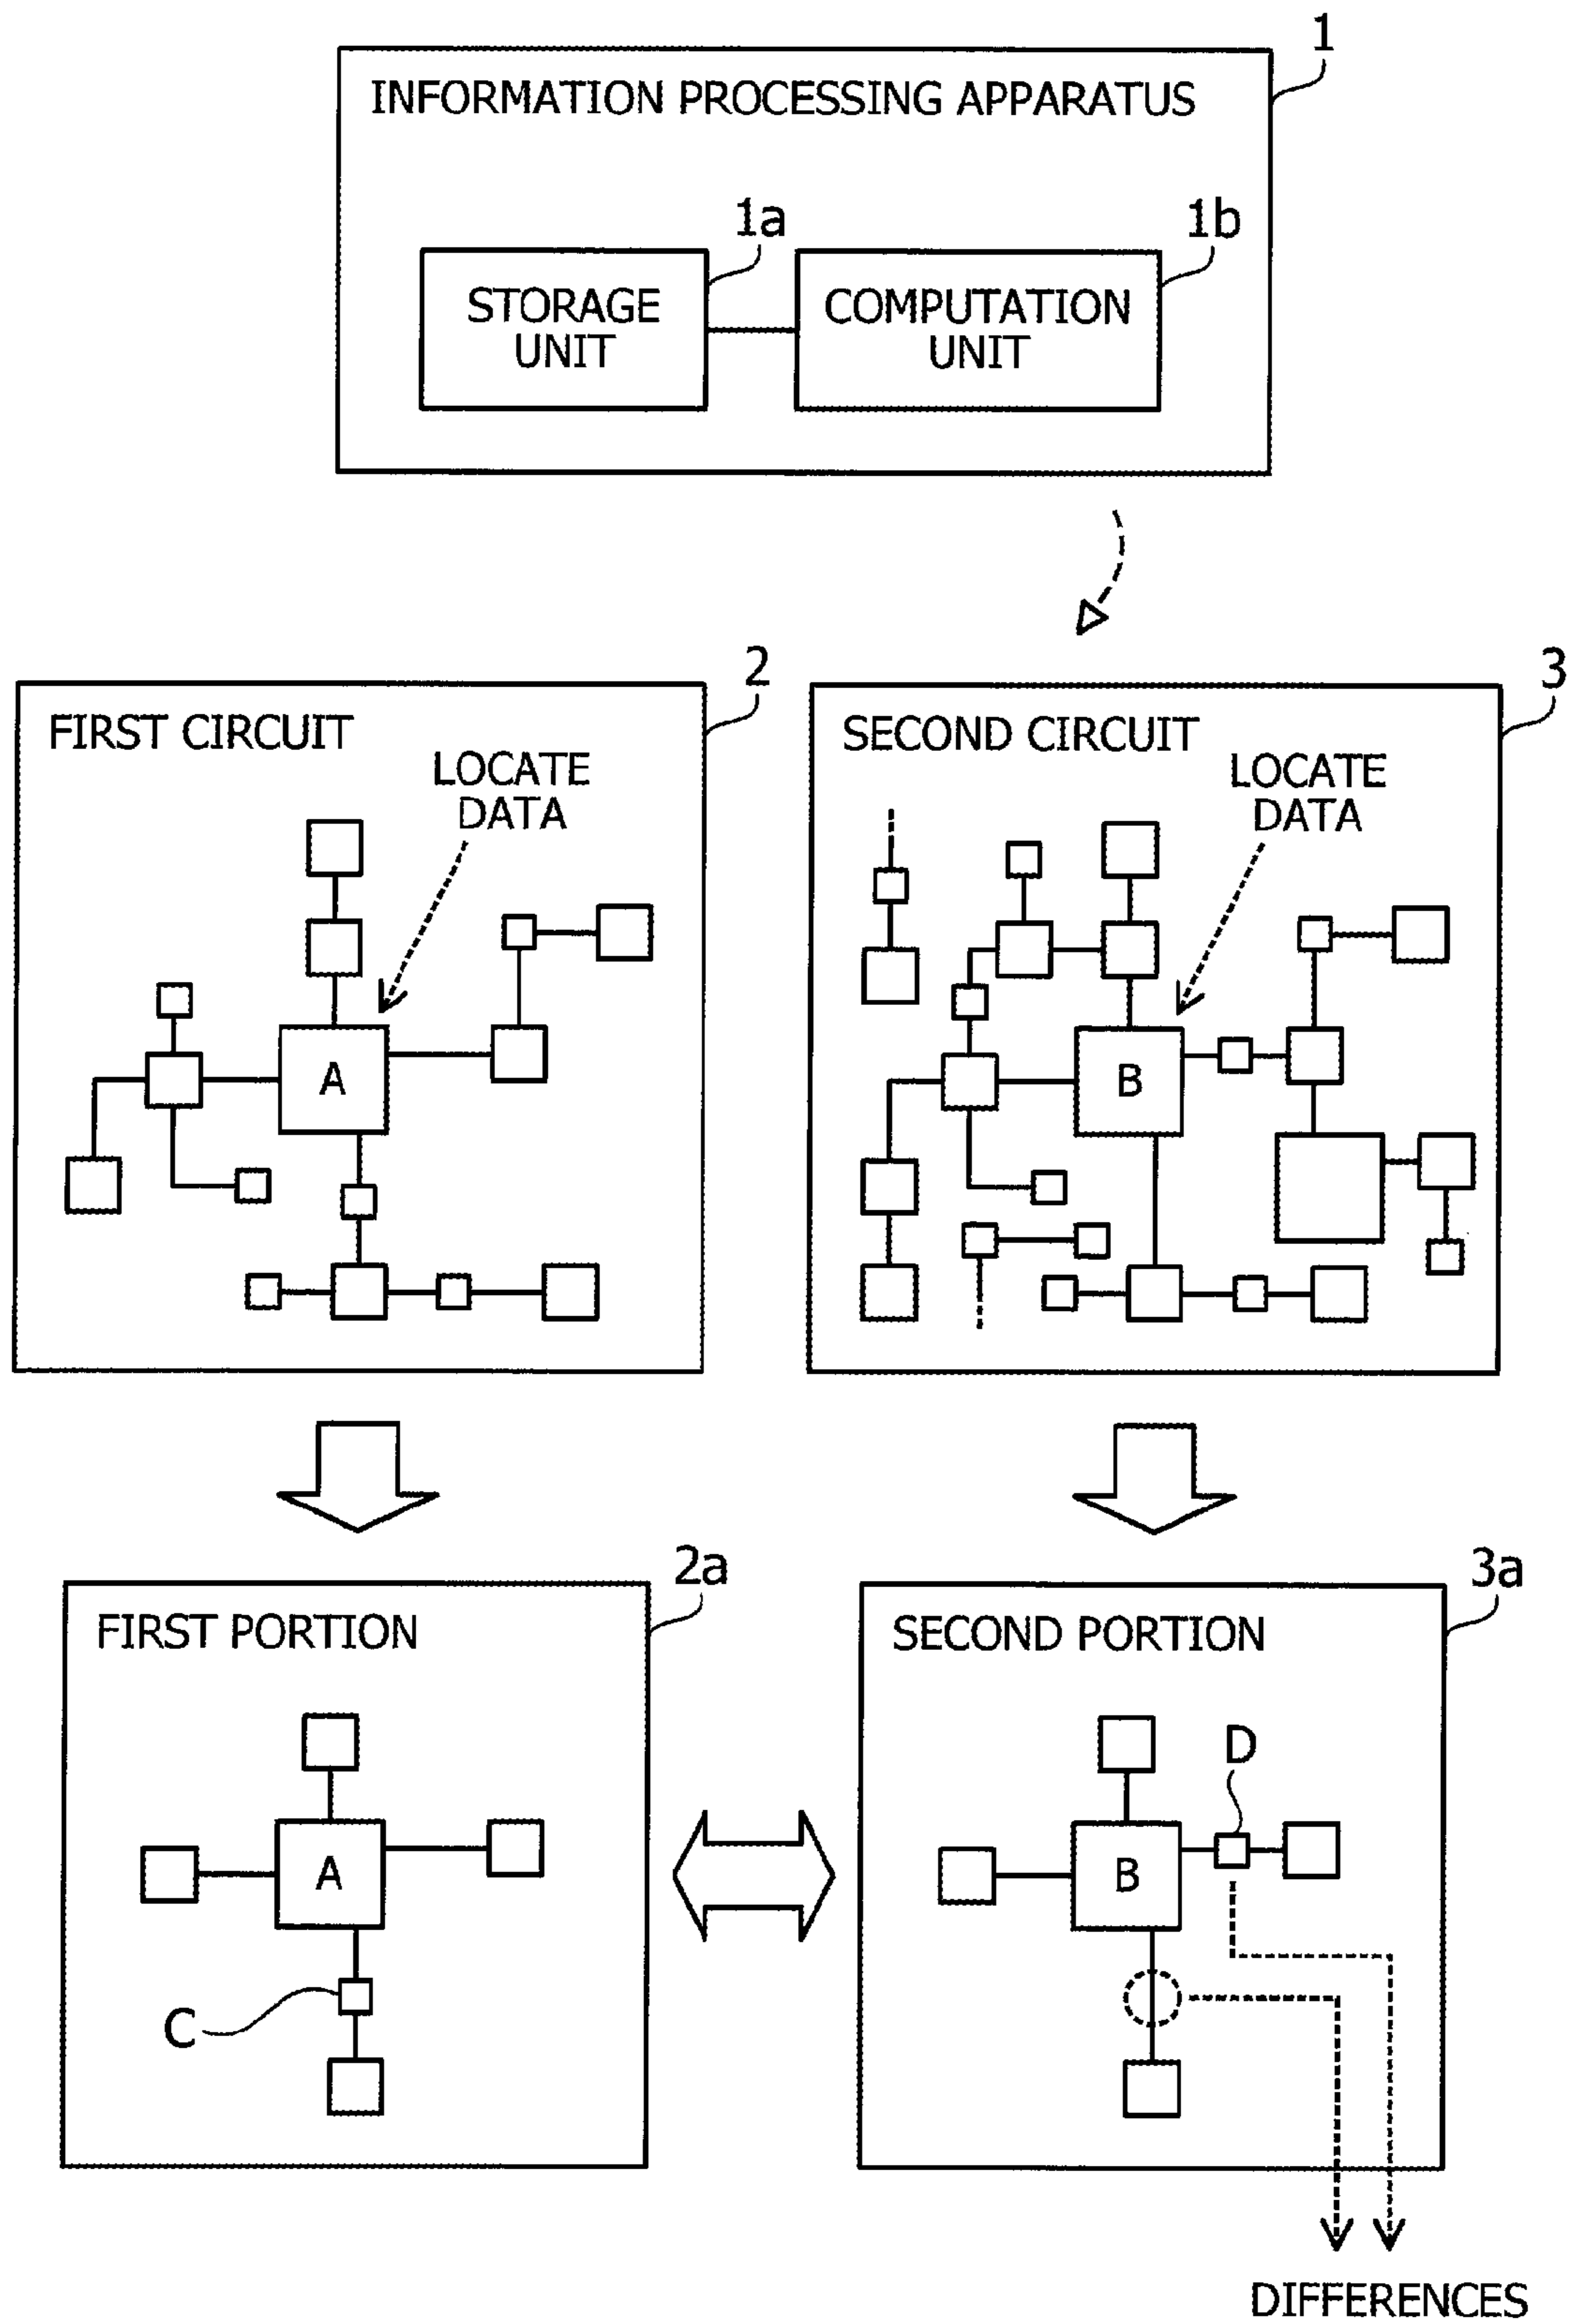 1
INFORMATION PROCESSING APPARATUS
1a
1b
STORAGE
UNIT
COMPUTATION
UNIT
2
3
FIRST CIRCUIT
LOCATE
DATA
A
SECOND CIRCUIT
LOCATE
DATA
B
2a
3a
FIRST PORTION
A
C
SECOND PORTION
D
B
DIFFERENCES